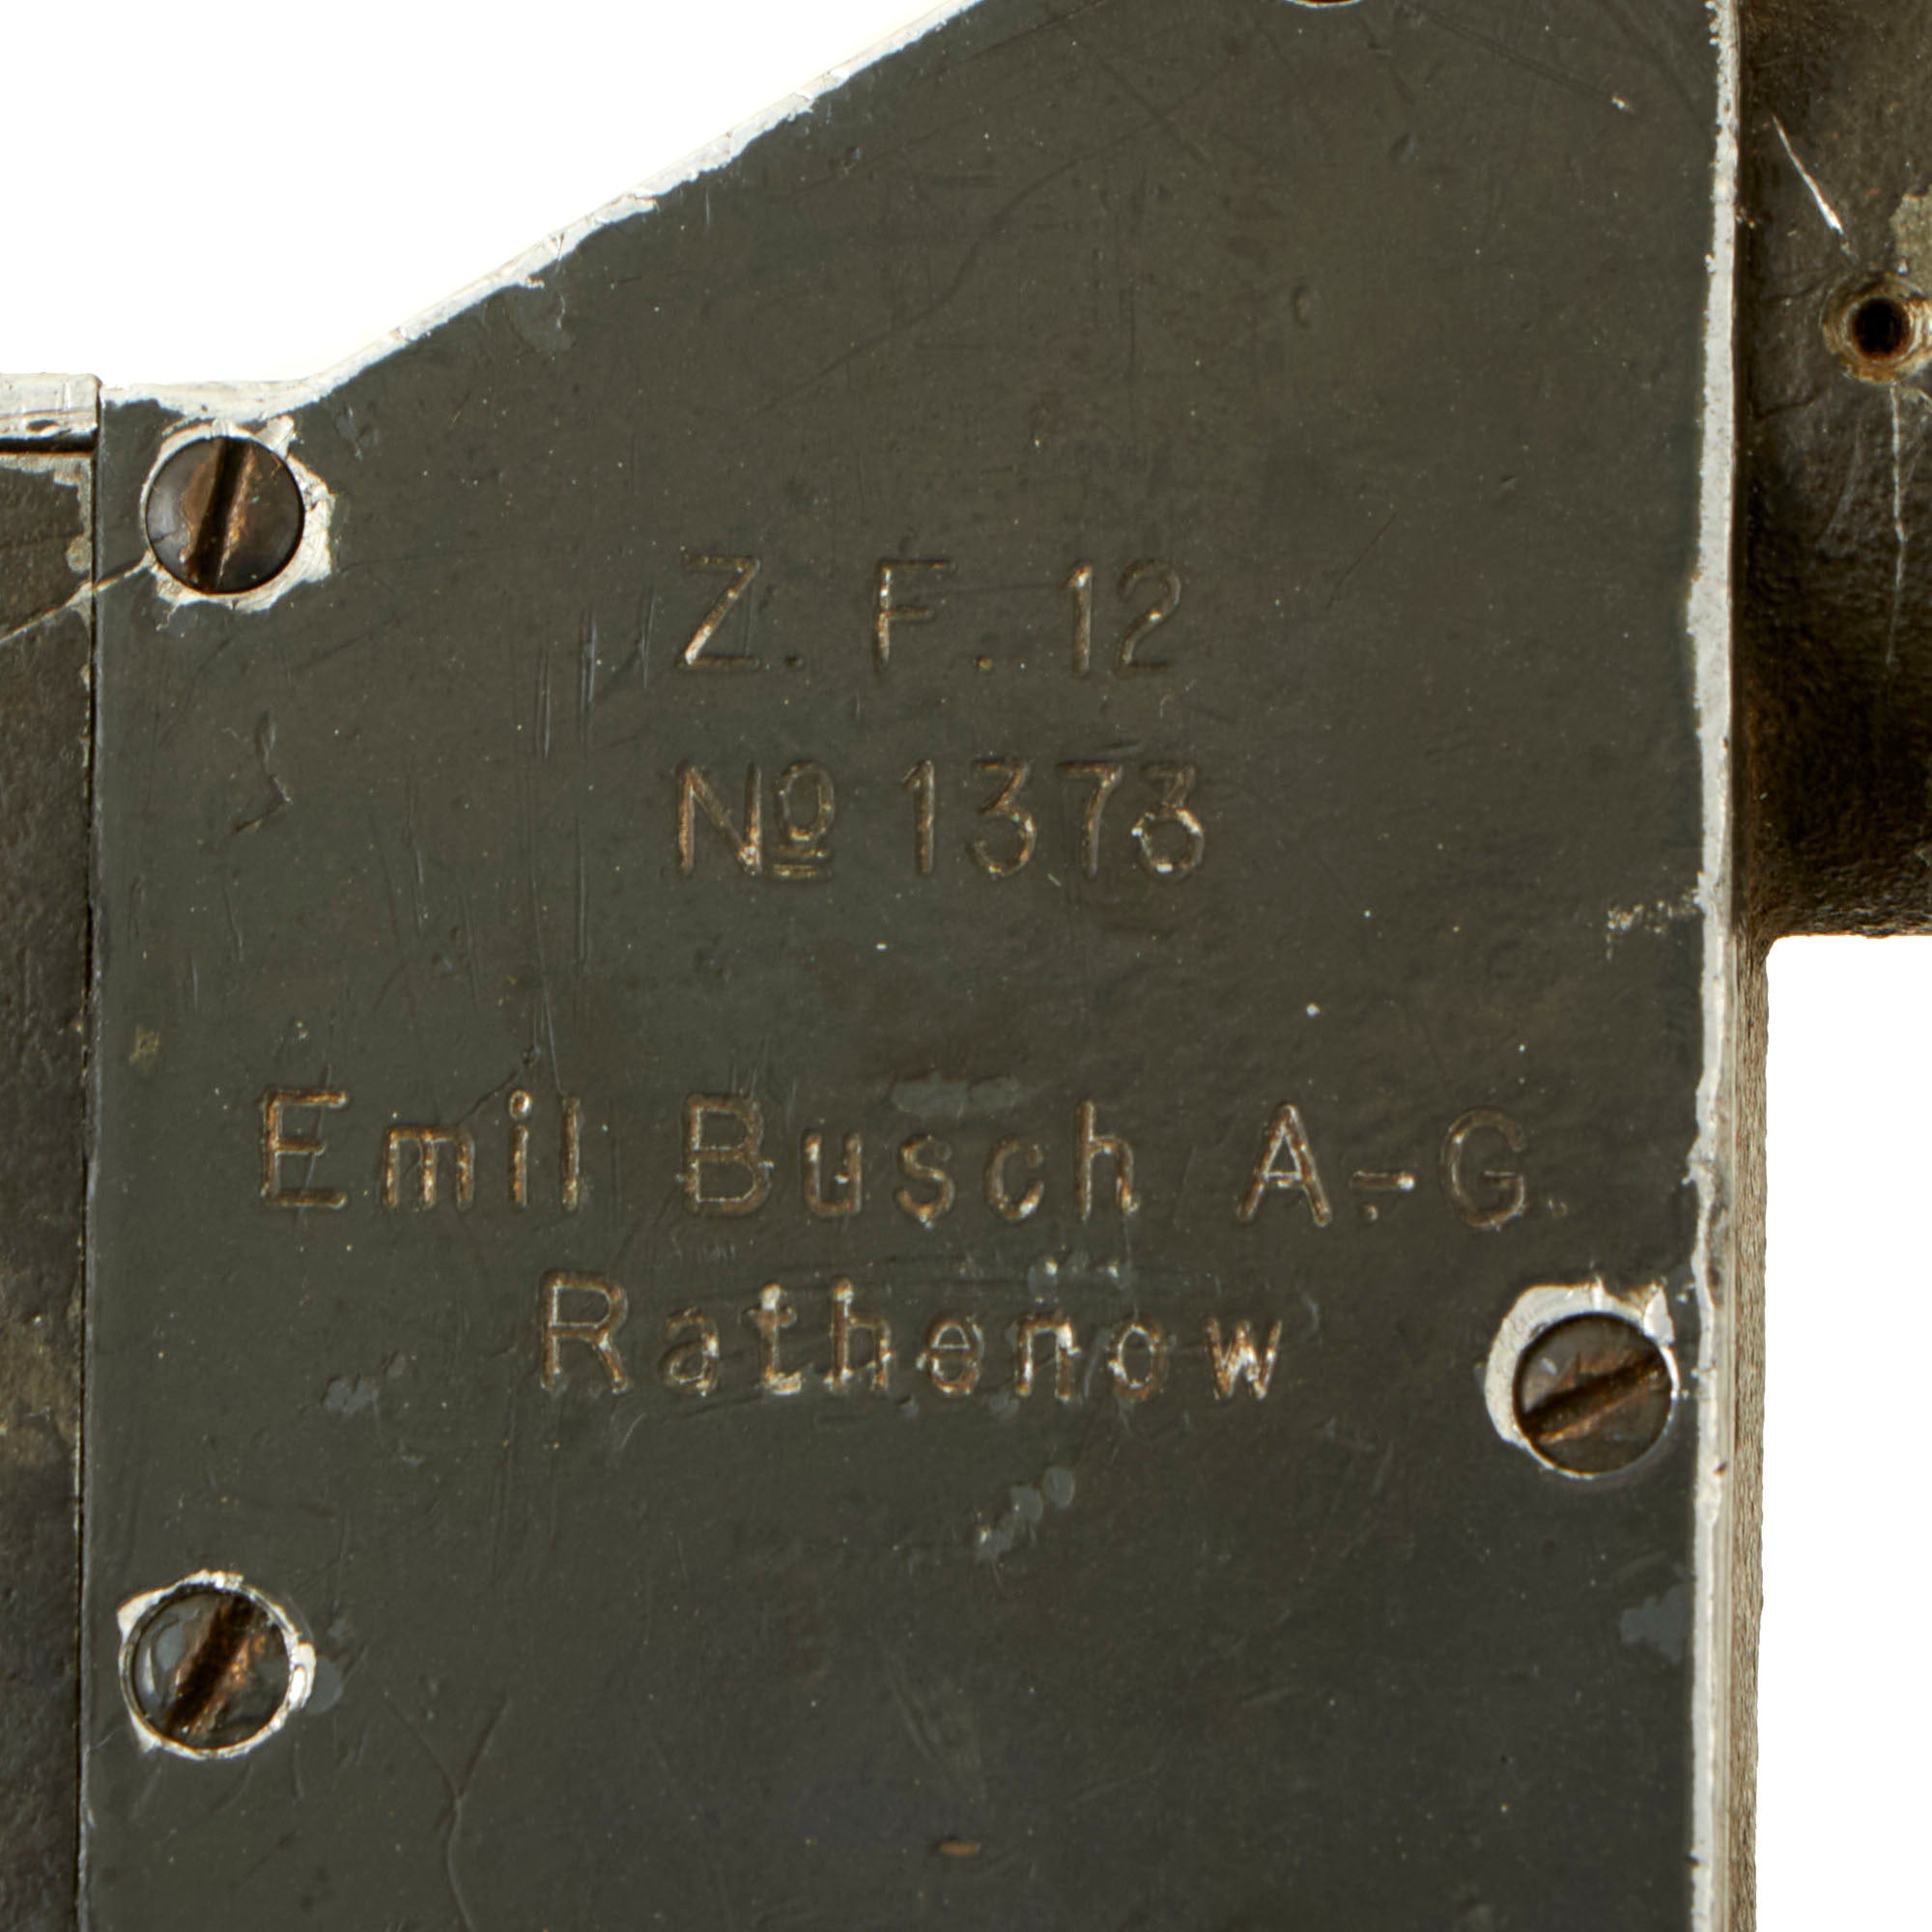 Z. F. 12
Nº 1373
Emil Busch A.-G.
Rathenow